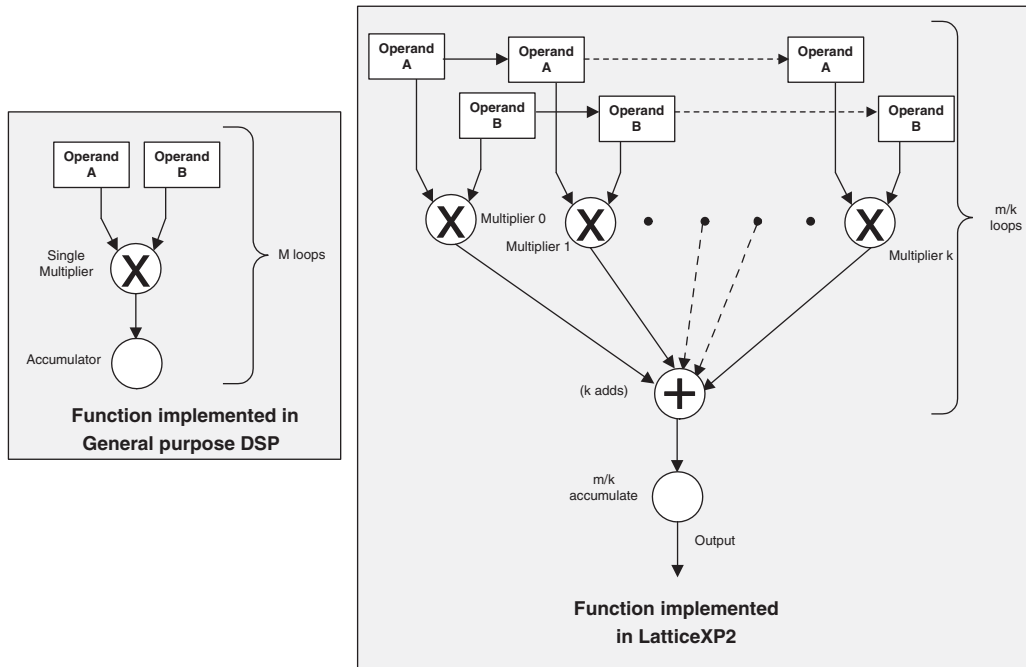 Operand
A
Operand
B
Single
Multiplier
M loops
Accumulator
Function implemented in
General purpose DSP
Operand
A
Operand
A
Operand
A
Operand
B
Operand
B
Operand
B
Multiplier 0
Multiplier 1
Multiplier k
m/k
loops
(k adds)
m/k
accumulate
Output
Function implemented
in LatticeXP2